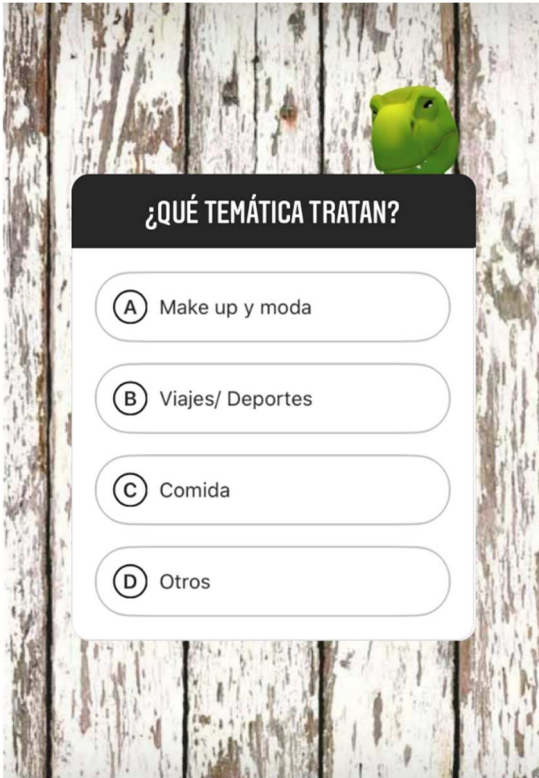 ¿QUÉ TEMÁTICA TRATAN?
A Make up y moda
B Viajes/ Deportes
C Comida
D Otros